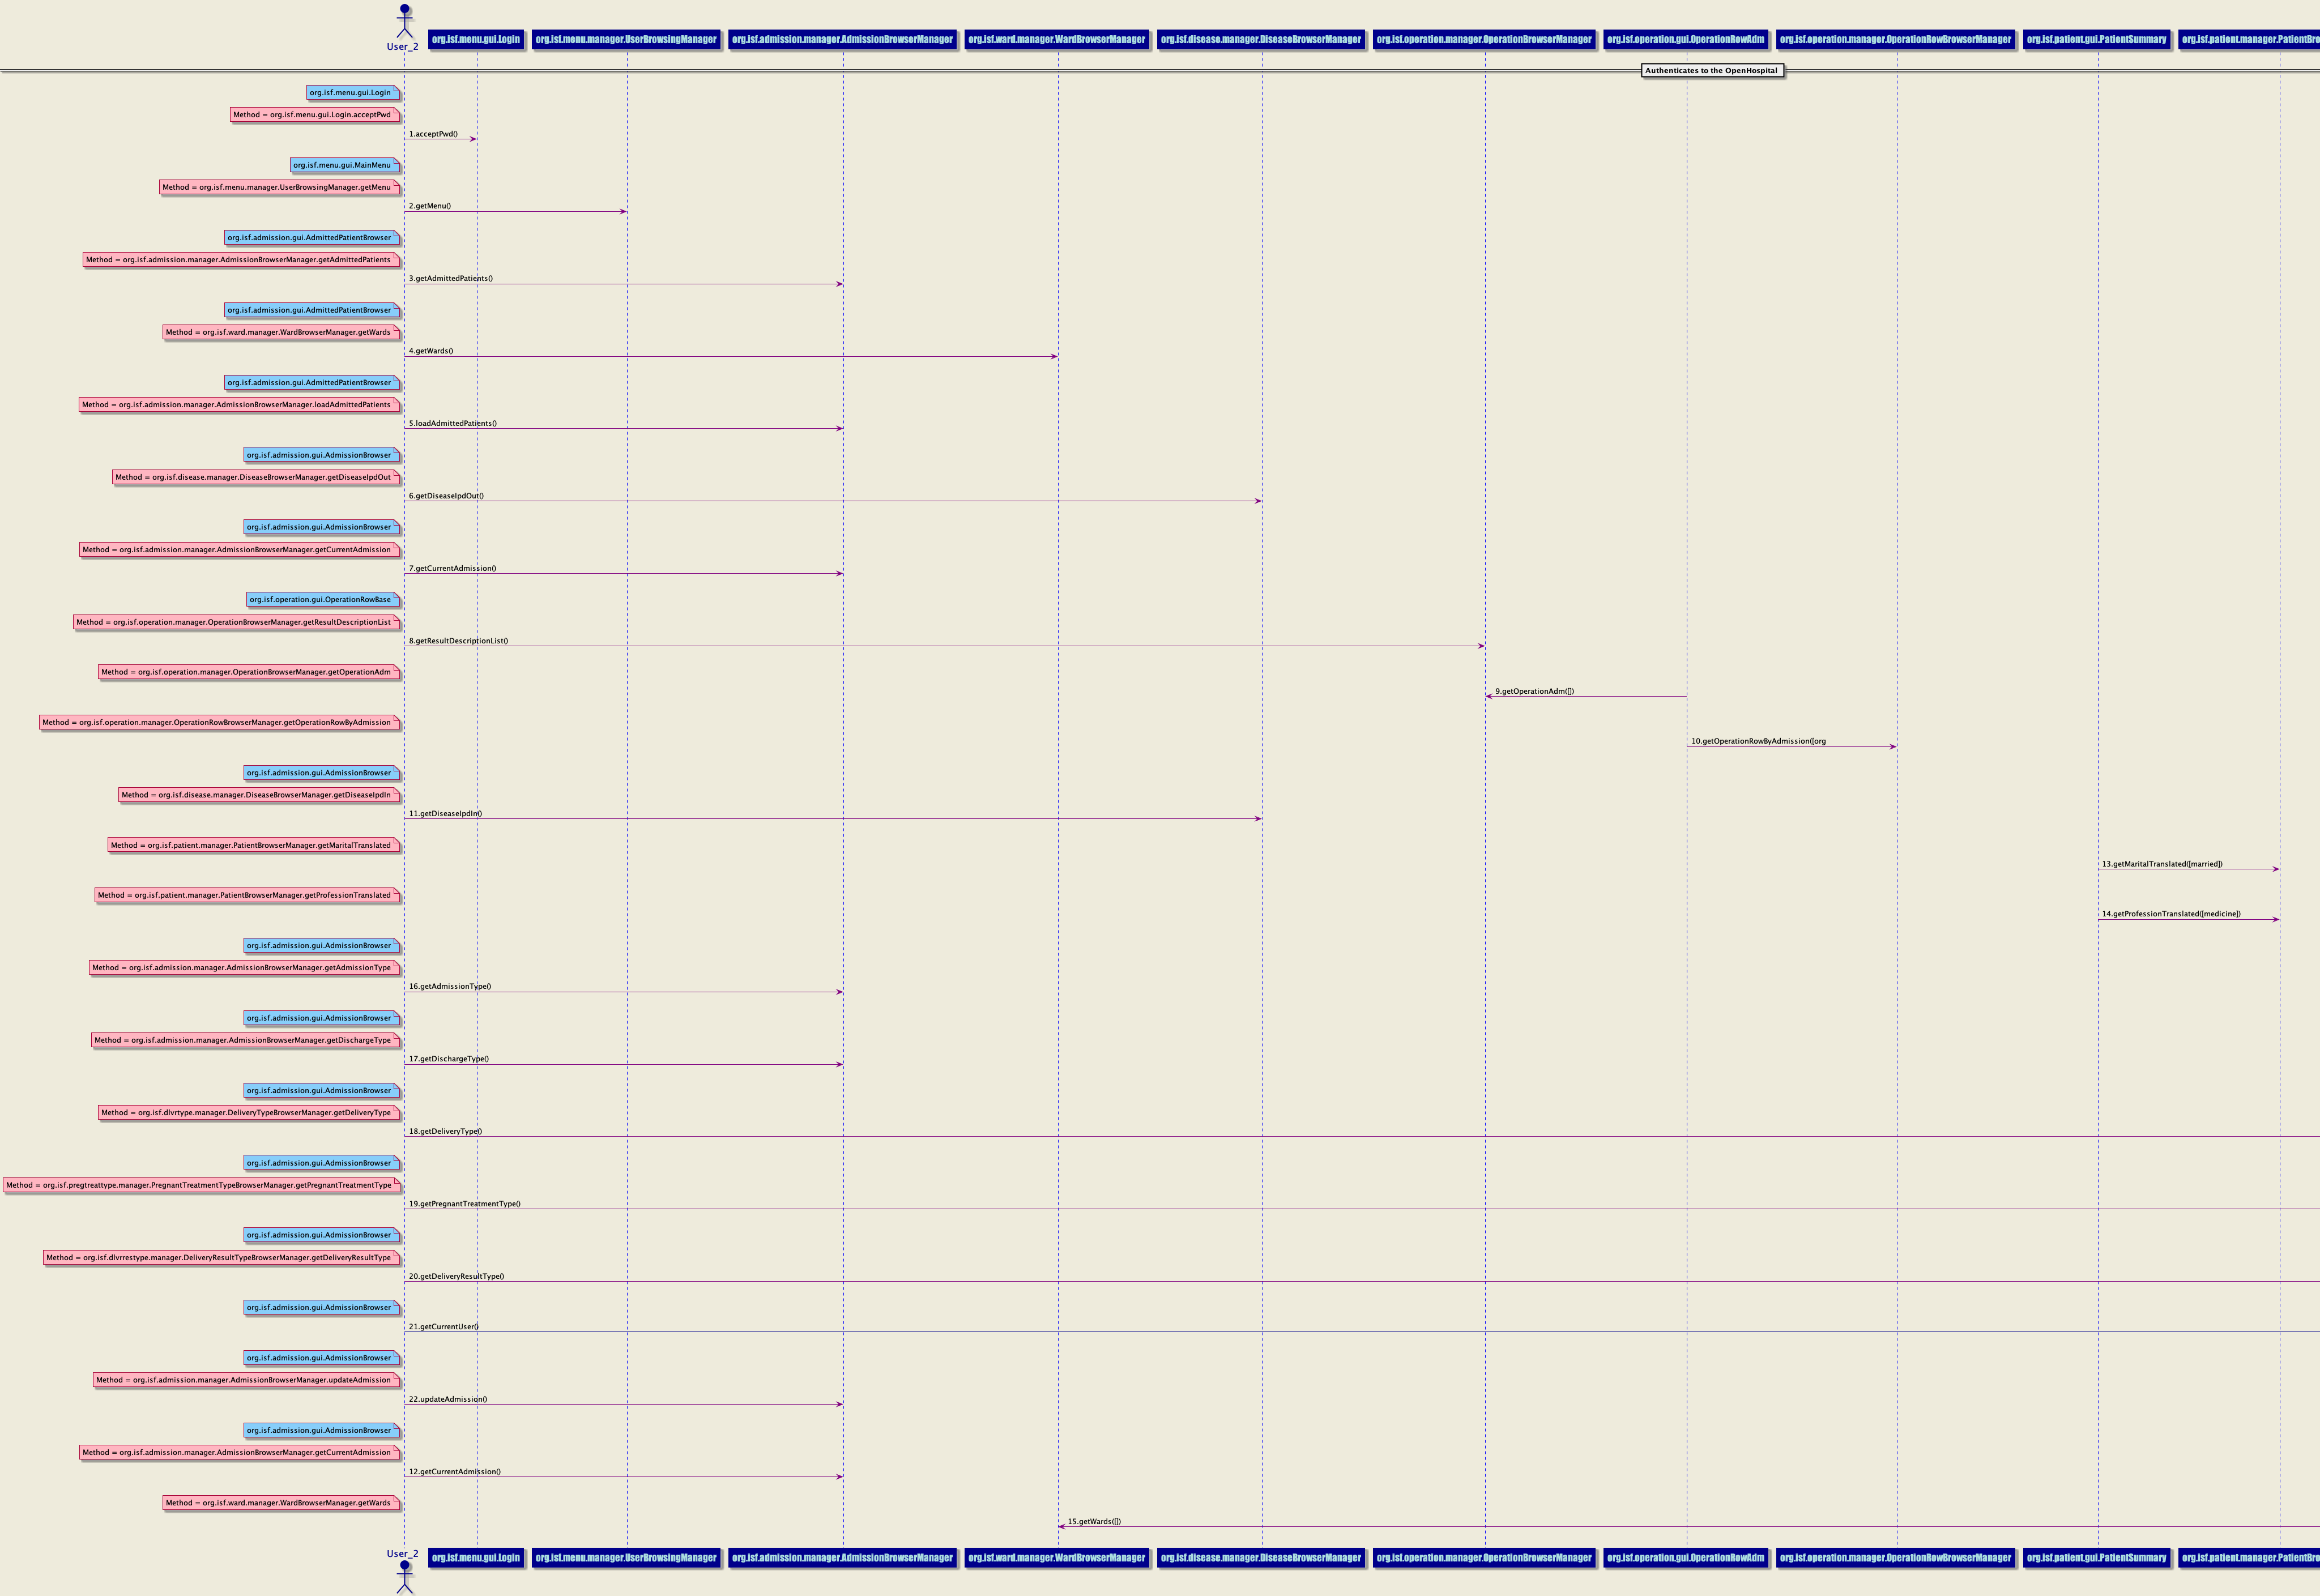 User_2
org.isf.menu.gui.Login
org.isf.menu.manager.UserBrowsingManager
org.isf.admission.manager.AdmissionBrowserManager
org.isf.ward.manager.WardBrowserManager
org.isf.disease.manager.DiseaseBrowserManager
org.isf.operation.manager.OperationBrowserManager
org.isf.operation.gui.OperationRowAdm
org.isf.operation.manager.OperationRowBrowserManager
org.isf.patient.gui.PatientSummary
org.isf.patient.manager.PatientBro
Authenticates to the OpenHospital
org.isf.menu.gui.Login
Method = org.isf.menu.gui.Login.acceptPwd
1.acceptPwd()
org.isf.menu.gui.MainMenu
Method = org.isf.menu.manager.UserBrowsingManager.getMenu
2.getMenu()
org.isf.admission.gui.AdmittedPatientBrowser
Method = org.isf.admission.manager.AdmissionBrowserManager.getAdmittedPatients
3.getAdmittedPatients()
org.isf.admission.gui.AdmittedPatientBrowser
Method = org.isf.ward.manager.WardBrowserManager.getWards
4.getWards()
org.isf.admission.gui.AdmittedPatientBrowser
Method = org.isf.admission.manager.AdmissionBrowserManager.loadAdmittedPatients
5.loadAdmittedPatients()
org.isf.admission.gui.AdmissionBrowser
Method = org.isf.disease.manager.DiseaseBrowserManager.getDiseaseIpdOut
6.getDiseaseIpdOut()
org.isf.admission.gui.AdmissionBrowser
Method = org.isf.admission.manager.AdmissionBrowserManager.getCurrentAdmission
7.getCurrentAdmission()
org.isf.operation.gui.OperationRowBase
Method = org.isf.operation.manager.OperationBrowserManager.getResultDescriptionList
8.getResultDescriptionList()
Method = org.isf.operation.manager.OperationBrowserManager.getOperationAdm
9.getOperationAdm([])
Method = org.isf.operation.manager.OperationRowBrowserManager.getOperationRowByAdmission
10.getOperationRowByAdmission([org
org.isf.admission.gui.AdmissionBrowser
Method = org.isf.disease.manager.DiseaseBrowserManager.getDiseaseIpdIn
11.getDiseaseIpdIn()
Method = org.isf.patient.manager.PatientBrowserManager.getMaritalTranslated
13.getMaritalTranslated([married])
Method = org.isf.patient.manager.PatientBrowserManager.getProfessionTranslated
14.getProfessionTranslated([medicine])
org.isf.admission.gui.AdmissionBrowser
Method = org.isf.admission.manager.AdmissionBrowserManager.getAdmissionType
16.getAdmissionType()
org.isf.admission.gui.AdmissionBrowser
Method = org.isf.admission.manager.AdmissionBrowserManager.getDischargeType
17.getDischargeType()
org.isf.admission.gui.AdmissionBrowser
Method = org.isf.dlvrtype.manager.DeliveryTypeBrowserManager.getDeliveryType
18.getDeliveryType()
org.isf.admission.gui.AdmissionBrowser
Method = org.isf.pregtreattype.manager.PregnantTreatmentTypeBrowserManager.getPregnantTreatmentType
19.getPregnantTreatmentType()
org.isf.admission.gui.AdmissionBrowser
Method = org.isf.dlvrrestype.manager.DeliveryResultTypeBrowserManager.getDeliveryResultType
20.getDeliveryResultType()
org.isf.admission.gui.AdmissionBrowser
21.getCurrentUser()
org.isf.admission.gui.AdmissionBrowser
Method = org.isf.admission.manager.AdmissionBrowserManager.updateAdmission
22.updateAdmission()
org.isf.admission.gui.AdmissionBrowser
Method = org.isf.admission.manager.AdmissionBrowserManager.getCurrentAdmission
12.getCurrentAdmission()
Method = org.isf.ward.manager.WardBrowserManager.getWards
15.getWards([])
User_2
org.isf.menu.gui.Login
org.isf.menu.manager.UserBrowsingManager
org.isf.admission.manager.AdmissionBrowserManager
org.isf.ward.manager.WardBrowserManager
org.isf.disease.manager.DiseaseBrowserManager
org.isf.operation.manager.OperationBrowserManager
org.isf.operation.gui.OperationRowAdm
org.isf.operation.manager.OperationRowBrowserManager
org.isf.patient.gui.PatientSummary
org.isf.patient.manager.PatientBro